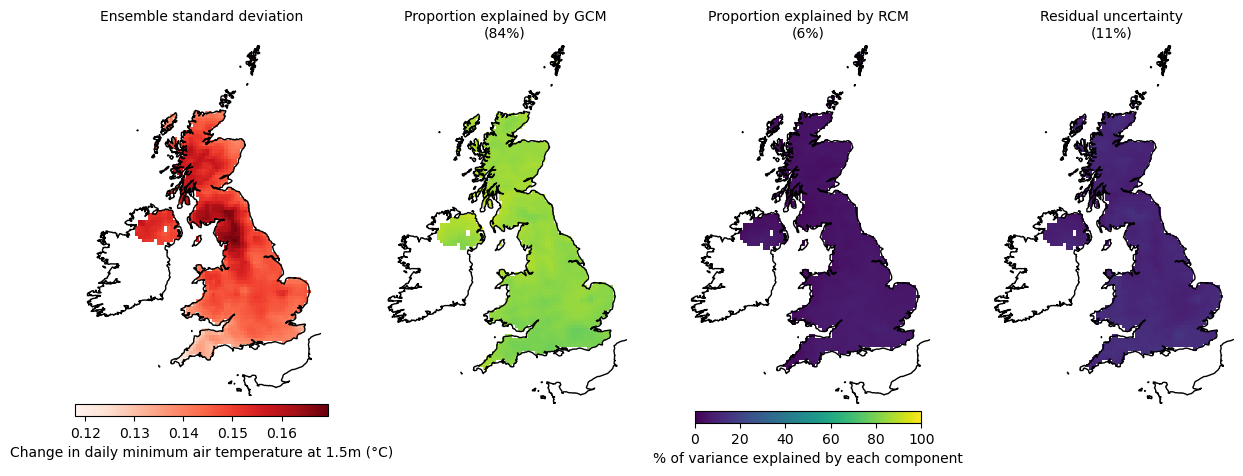 Ensemble standard deviation
Proportion explained by GCM
(84%)
Proportion explained by RCM
(6%)
Residual uncertainty
(11%)
0.12 0.13 0.14 0.15 0.16
Change in daily minimum air temperature at 1.5m (°C)
0 20 40 60 80 100
% of variance explained by each component